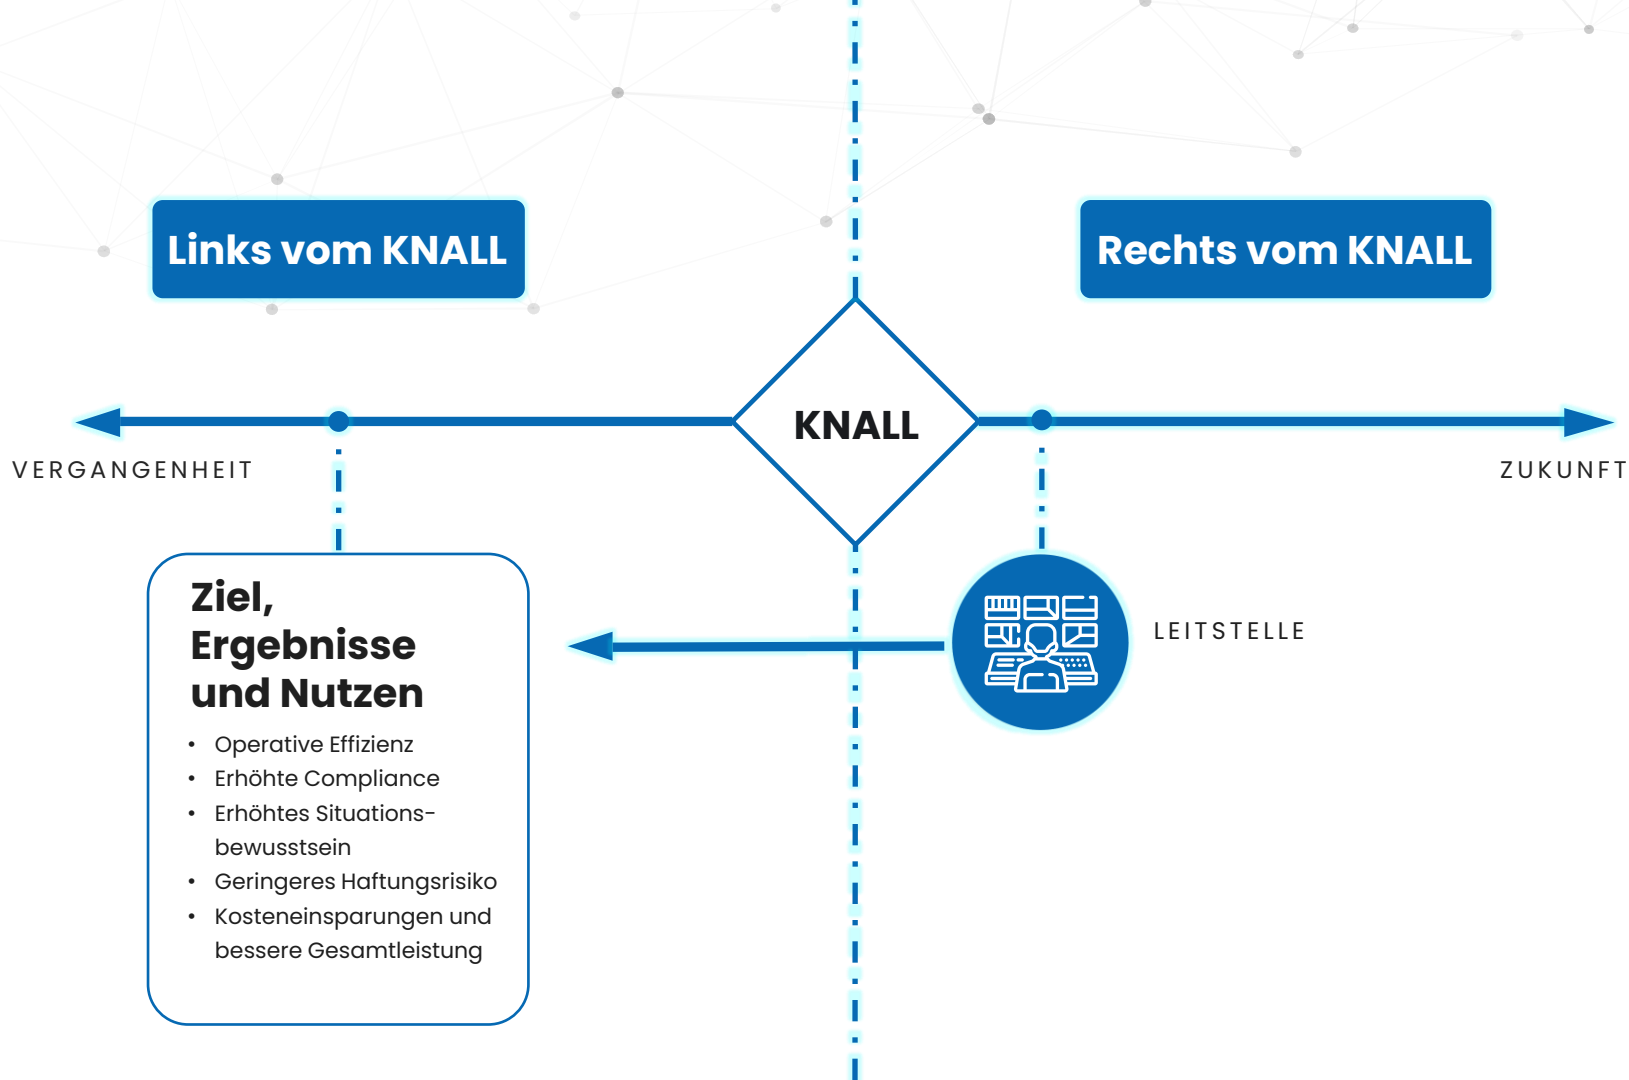 Links vom KNALL
Rechts vom KNALL
KNALL
VERGANGENHEIT
ZUKUNFT
Ziel,
Ergebnisse
und Nutzen
• Operative Effizienz
• Erhöhte Compliance
• Erhöhtes Situations-
bewusstsein
• Geringeres Haftungsrisiko
• Kosteneinsparungen und
bessere Gesamtleistung
LEITSTELLE